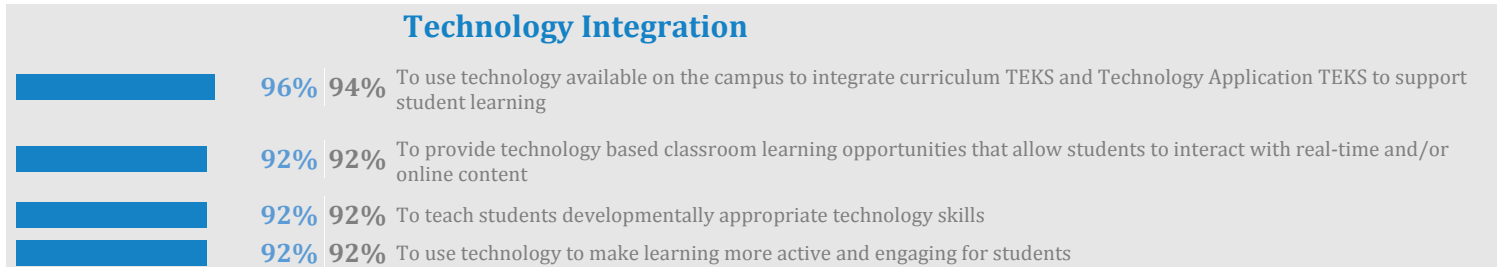 Technology Integration
96% 94% To use technology available on the campus to integrate curriculum TEKS and Technology Application TEKS to support
student learning
92% 92% To provide technology based classroom learning opportunities that allow students to interact with real-time and/or
online content
92% 92% To teach students developmentally appropriate technology skills
92% 92% To use technology to make learning more active and engaging for students